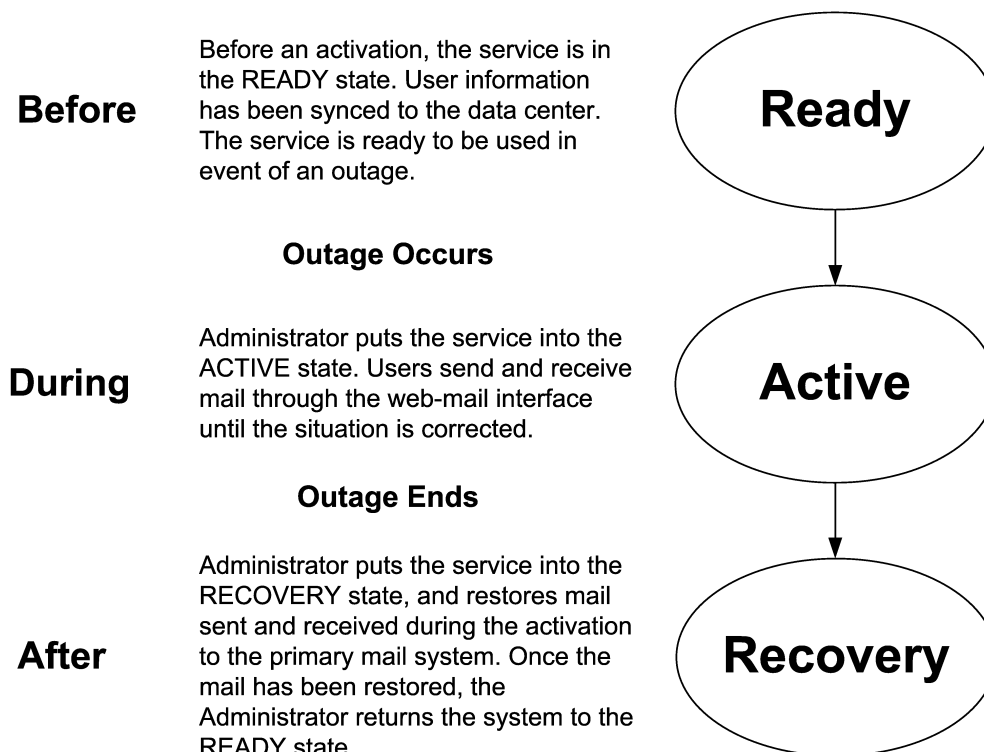 Before
Before an activation, the service is in
the READY state. User information
has been synced to the data center.
The service is ready to be used in
event of an outage.
Ready
Outage Occurs
During
Administrator puts the service into the
ACTIVE state. Users send and receive
mail through the web-mail interface
until the situation is corrected.
Active
Outage Ends
After
Administrator puts the service into the
RECOVERY state, and restores mail
sent and received during the activation
to the primary mail system. Once the
mail has been restored, the
Administrator returns the system to the
READY state
Recovery